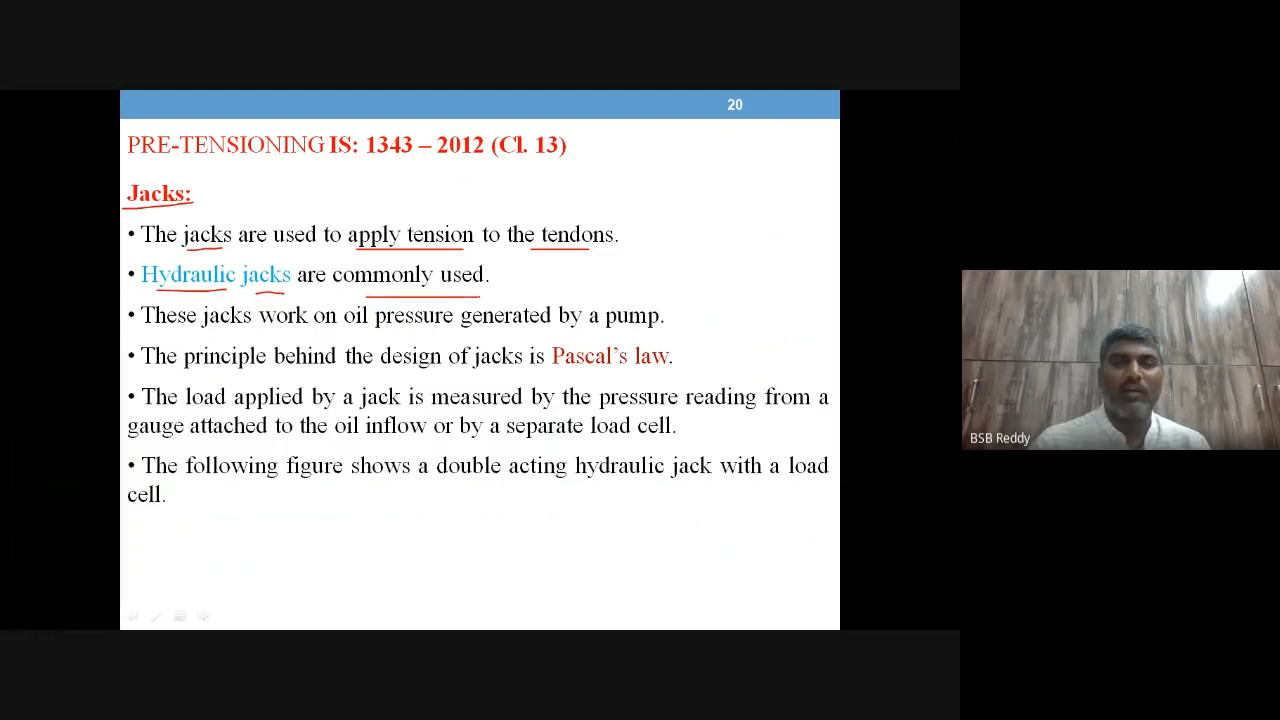 20
PRE-TENSIONING IS: 1343 – 2012 (Cl. 13)
Jacks:
• The jacks are used to apply tension to the tendons.
• Hydraulic jacks are commonly used.
• These jacks work on oil pressure generated by a pump.
• The principle behind the design of jacks is Pascal’s law.
• The load applied by a jack is measured by the pressure reading from a
gauge attached to the oil inflow or by a separate load cell.
• The following figure shows a double acting hydraulic jack with a load
cell.
BSB Reddy